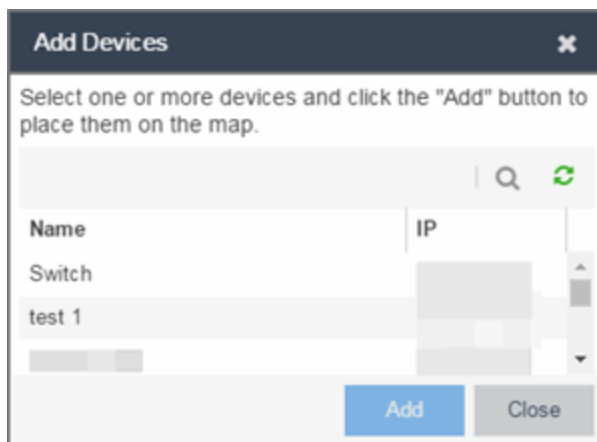 Add Devices
Select one or more devices and click the "Add" button to
place them on the map.
Name IP
Switch
test 1
Add Close